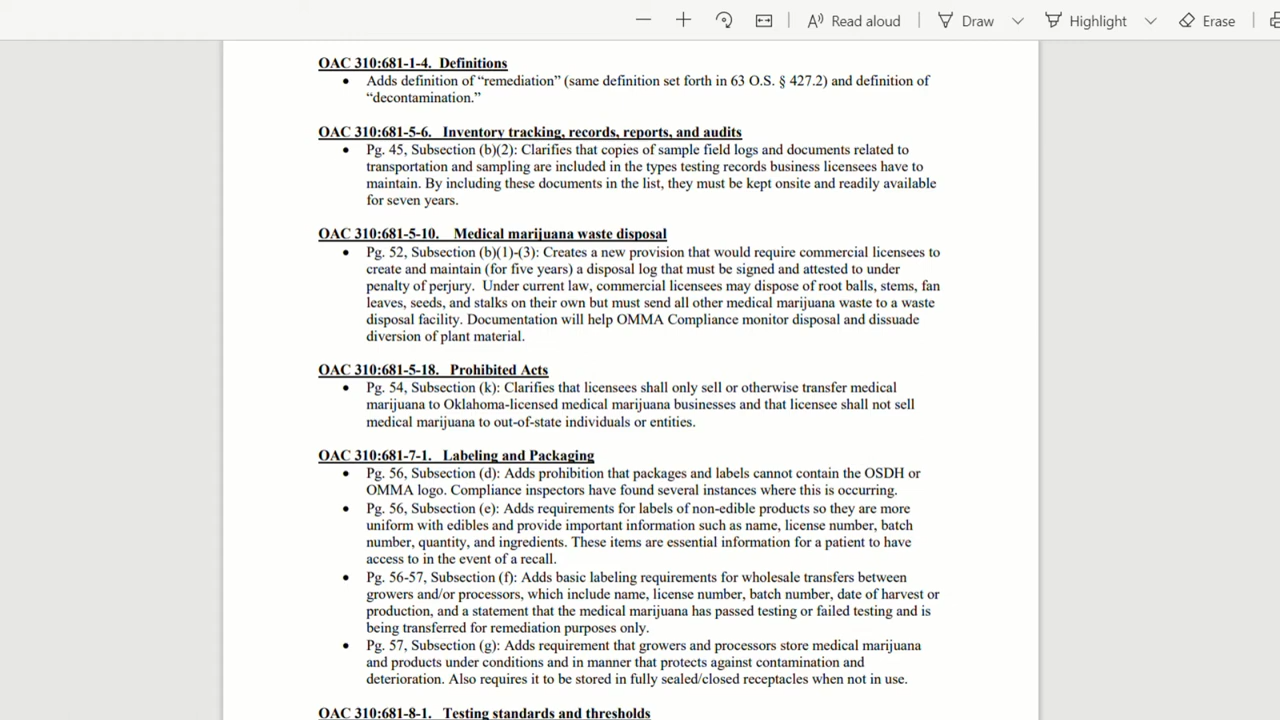 Read aloud Draw Highlight Erase
OAC 310:681-1-4. Definitions
• Adds definition of “remediation” (same definition set forth in 63 O.S. § 427.2) and definition of
“decontamination.”
OAC 310:681-5-6. Inventory tracking, records, reports, and audits
• Pg. 45, Subsection (b)(2): Clarifies that copies of sample field logs and documents related to
transportation and sampling are included in the types testing records business licensees have to
maintain. By including these documents in the list, they must be kept onsite and readily available
for seven years.
OAC 310:681-5-10. Medical marijuana waste disposal
• Pg. 52, Subsection (b)(1)-(3): Creates a new provision that would require commercial licensees to
create and maintain (for five years) a disposal log that must be signed and attested to under
penalty of perjury. Under current law, commercial licensees may dispose of root balls, stems, fan
leaves, seeds, and stalks on their own but must send all other medical marijuana waste to a waste
disposal facility. Documentation will help OMMA Compliance monitor disposal and dissuade
diversion of plant material.
OAC 310:681-5-18. Prohibited Acts
• Pg. 54, Subsection (k): Clarifies that licensees shall only sell or otherwise transfer medical
marijuana to Oklahoma-licensed medical marijuana businesses and that licensee shall not sell
medical marijuana to out-of-state individuals or entities.
OAC 310:681-7-1. Labeling and Packaging
• Pg. 56, Subsection (d): Adds prohibition that packages and labels cannot contain the OSDH or
OMMA logo. Compliance inspectors have found several instances where this is occurring.
• Pg. 56, Subsection (e): Adds requirements for labels of non-edible products so they are more
uniform with edibles and provide important information such as name, license number, batch
number, quantity, and ingredients. These items are essential information for a patient to have
access to in the event of a recall.
• Pg. 56-57, Subsection (f): Adds basic labeling requirements for wholesale transfers between
growers and/or processors, which include name, license number, batch number, date of harvest or
production, and a statement that the medical marijuana has passed testing or failed testing and is
being transferred for remediation purposes only.
• Pg. 57, Subsection (g): Adds requirement that growers and processors store medical marijuana
and products under conditions and in manner that protects against contamination and
deterioration. Also requires it to be stored in fully sealed/closed receptacles when not in use.
OAC 310:681-8-1. Testing standards and thresholds